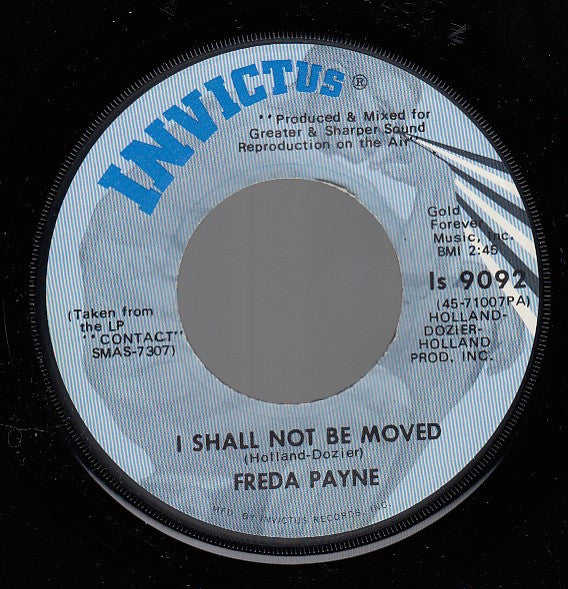 INVICTUS®
"Produced & Mixed for
Greater & Sharper Sound
Reproduction on the Air"
Gold
Forever
Music, Inc.
BMI 2:45
Is 9092
(45-71007PA)
HOLLAND-
DOZIER-
HOLLAND
PROD. INC.
(Taken from
the LP
"CONTACT"
SMAS-7307)
I SHALL NOT BE MOVED
(Holland-Dozier)
FREDA PAYNE
MFD. BY INVICTUS RECORDS, INC.